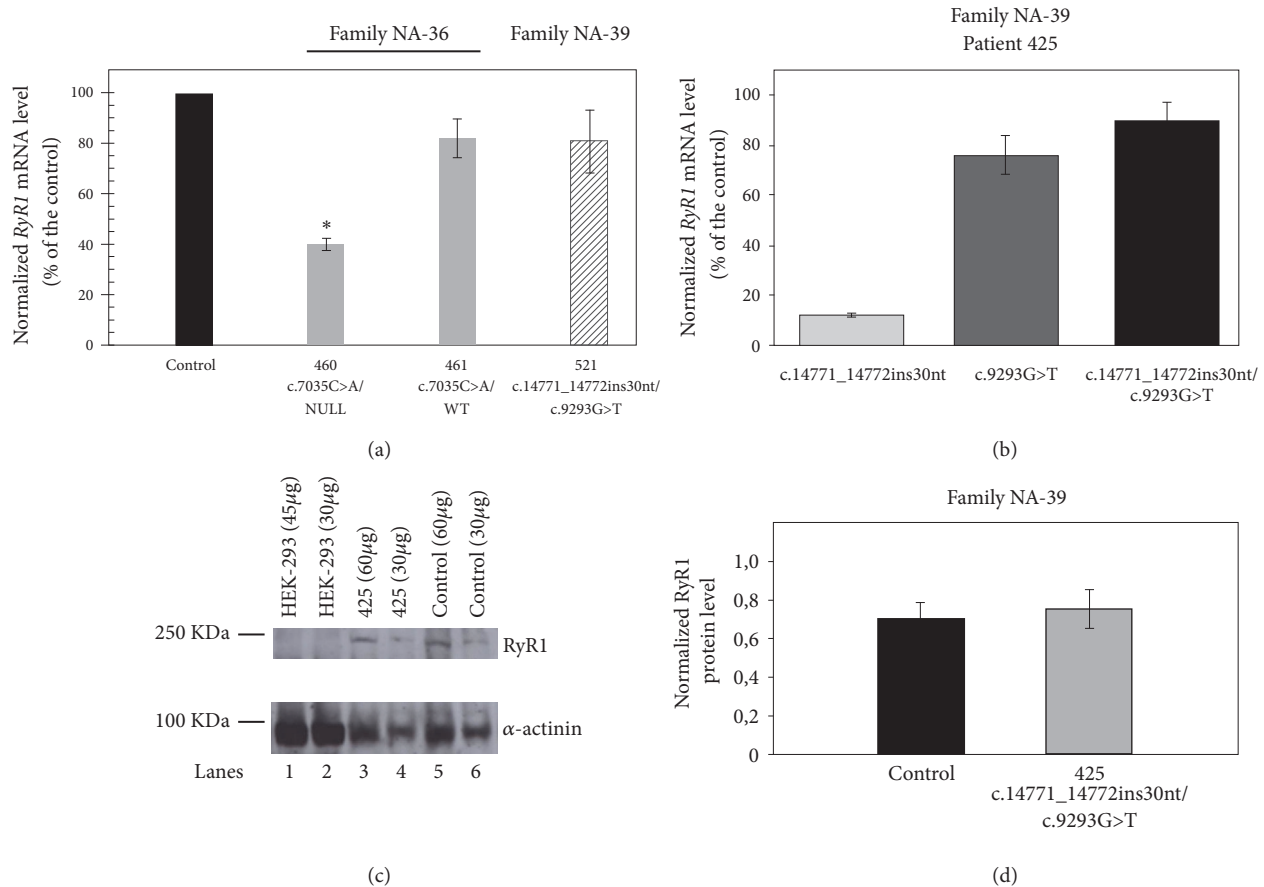 Family NA-36
Family NA-39
Normalized RyR1 mRNA level
(% of the control)
100
80
60
40
20
0
*
Control
460
c.7035C>A/
NULL
461
c.7035C>A/
WT
521
c.14771_14772ins30nt/
c.9293G>T
(a)
Family NA-39
Patient 425
Normalized RyR1 mRNA level
(% of the control)
100
80
60
40
20
0
c.14771_14772ins30nt
c.9293G>T
c.14771_14772ins30nt/
c.9293G>T
(b)
HEK-293 (45μg)
HEK-293 (30μg)
425 (60μg)
425 (30μg)
Control (60μg)
Control (30μg)
250 KDa
RyR1
100 KDa
α-actinin
Lanes 1 2 3 4 5 6
(c)
Family NA-39
Normalized RyR1
protein level
1,0
0,8
0,6
0,4
0,2
0
Control
425
c.14771_14772ins30nt/
c.9293G>T
(d)